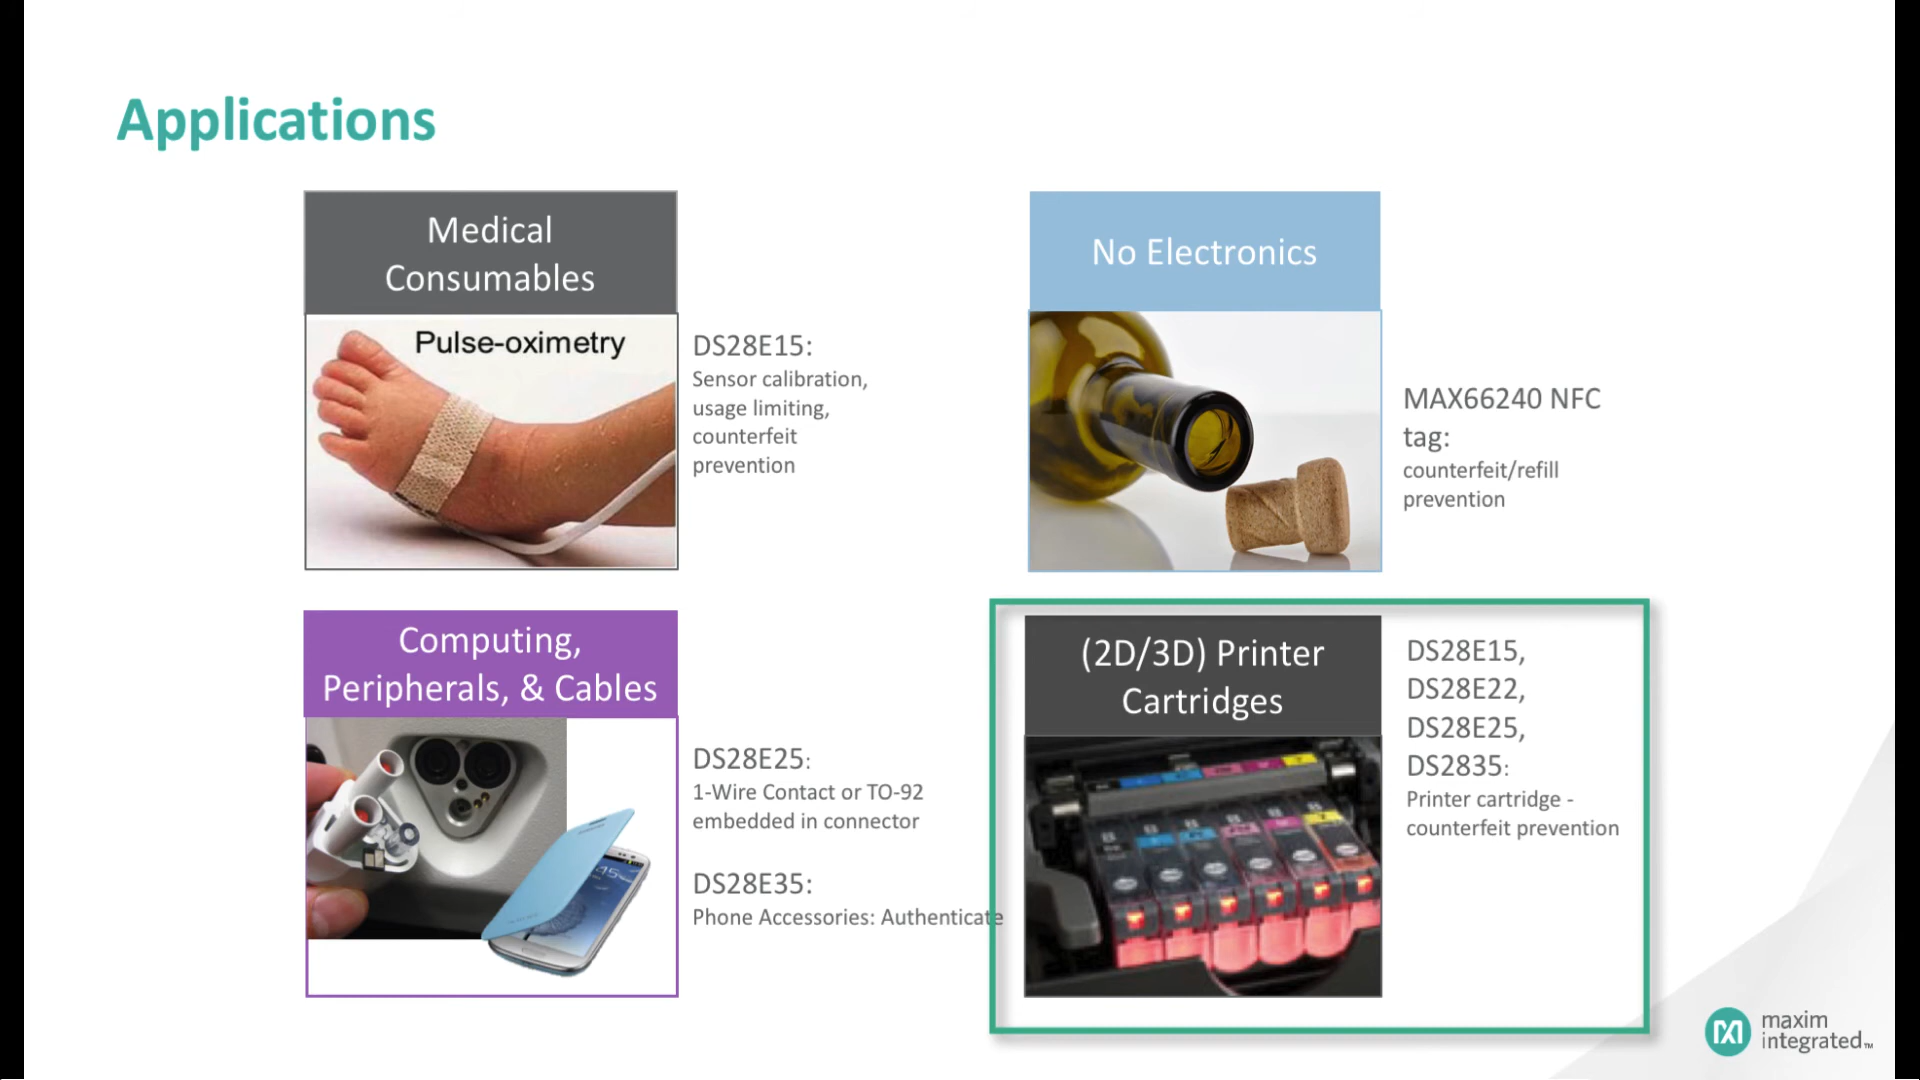 Applications
Medical
Consumables
Pulse-oximetry
DS28E15:
Sensor calibration,
usage limiting,
counterfeit
prevention
No Electronics
MAX66240 NFC
tag:
counterfeit/refill
prevention
Computing,
Peripherals, & Cables
DS28E25:
1-Wire Contact or TO-92
embedded in connector
DS28E35:
Phone Accessories: Authenticate
(2D/3D) Printer
Cartridges
DS28E15,
DS28E22,
DS28E25,
DS2835:
Printer cartridge -
counterfeit prevention
maxim
integrated™